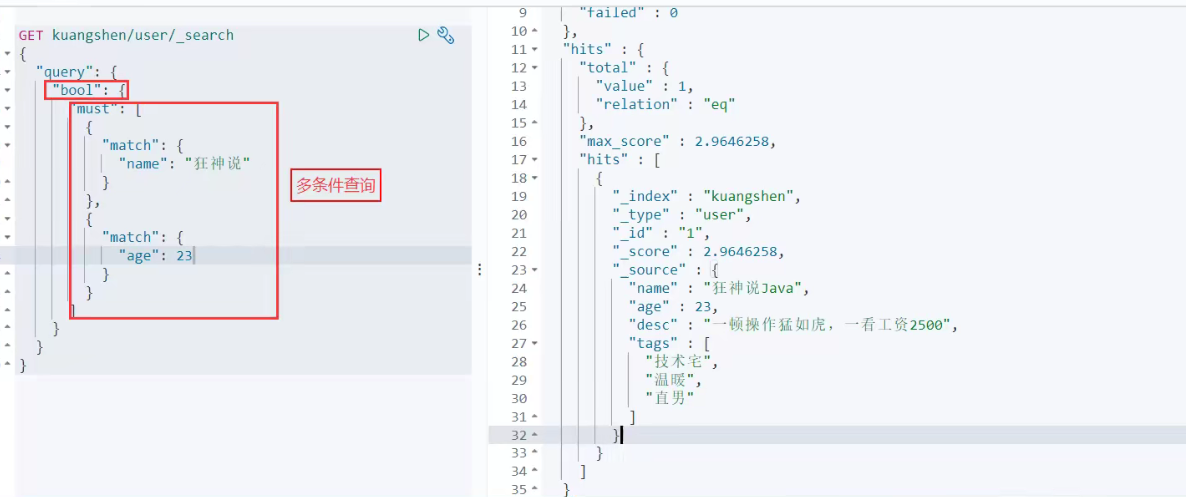 GET kuangshen/user/_search
{
"query": {
"bool": {
"must": [
{
"match": {
"name": "狂神说"
}
},
{
"match": {
"age": 23
}
}
]
}
}
}
多条件查询
9 "failed" : 0
10 },
11 "hits" : {
12 "total" : {
13 "value" : 1,
14 "relation" : "eq"
15 },
16 "max_score" : 2.9646258,
17 "hits" : [
18 {
19 "_index" : "kuangshen",
20 "_type" : "user",
21 "_id" : "1",
22 "_score" : 2.9646258,
23 "_source" : {
24 "name" : "狂神说Java",
25 "age" : 23,
26 "desc" : "一顿操作猛如虎，一看工资2500",
27 "tags" : [
28 "技术宅",
29 "温暖",
30 "直男"
31 ]
32 }
33 }
34 ]
35 }